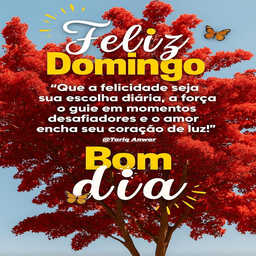 Feliz
Domingo
“Que a felicidade seja
sua escolha diária, a força
o guie em momentos
desafiadores e o amor
encha seu coração de luz!”
@Tariq Anwar
Bom
dia